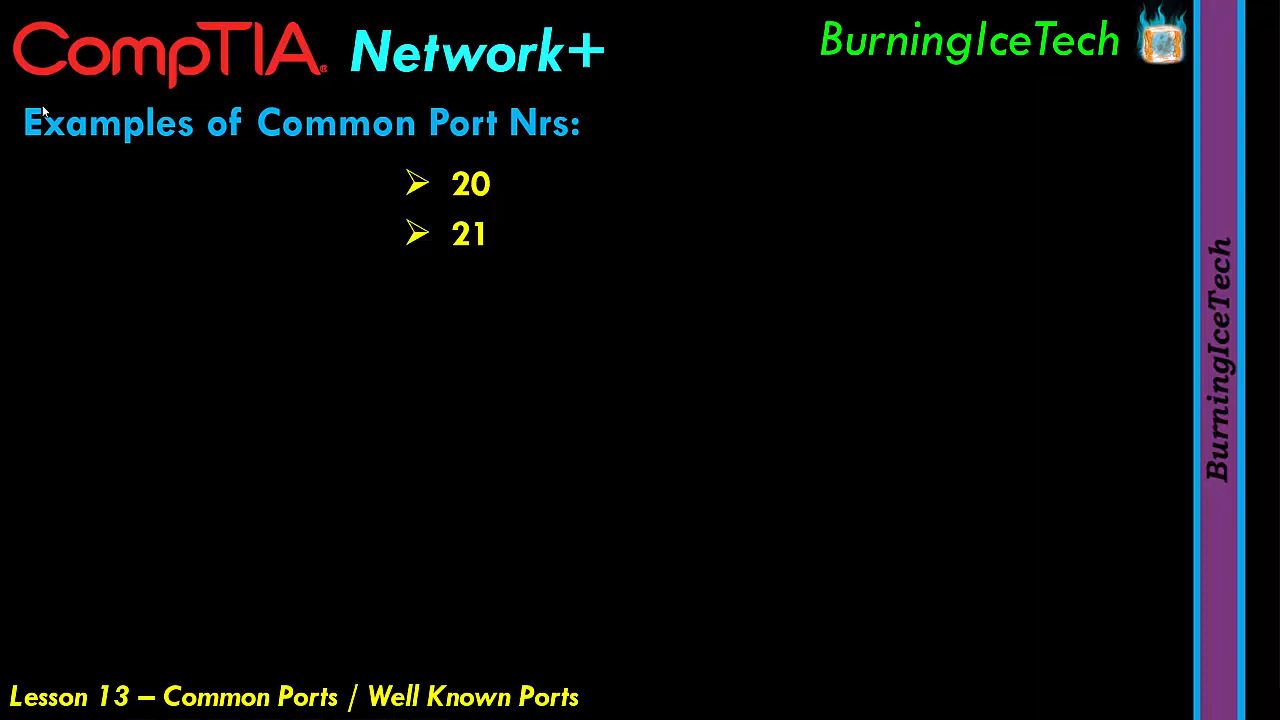 CompTIA® Network+
BurningIceTech
Examples of Common Port Nrs:
➢ 20
➢ 21
BurningIceTech
Lesson 13 – Common Ports / Well Known Ports